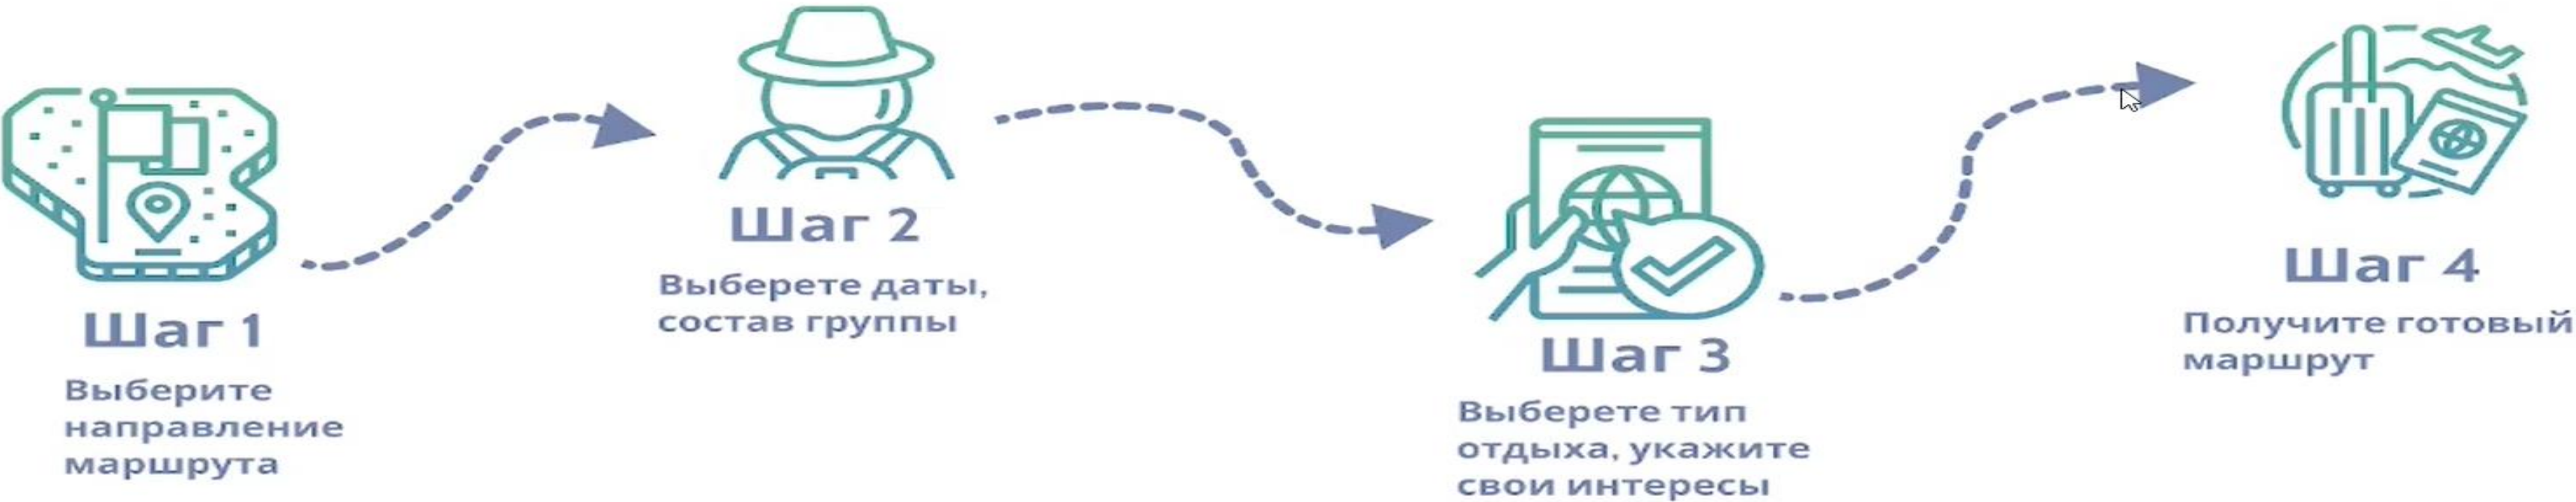 Шаг 1
Выберите
направление
маршрута
Шаг 2
Выберете даты,
состав группы
Шаг 3
Выберете тип
отдыха, укажите
свои интересы
Шаг 4
Получите готовый
маршрут